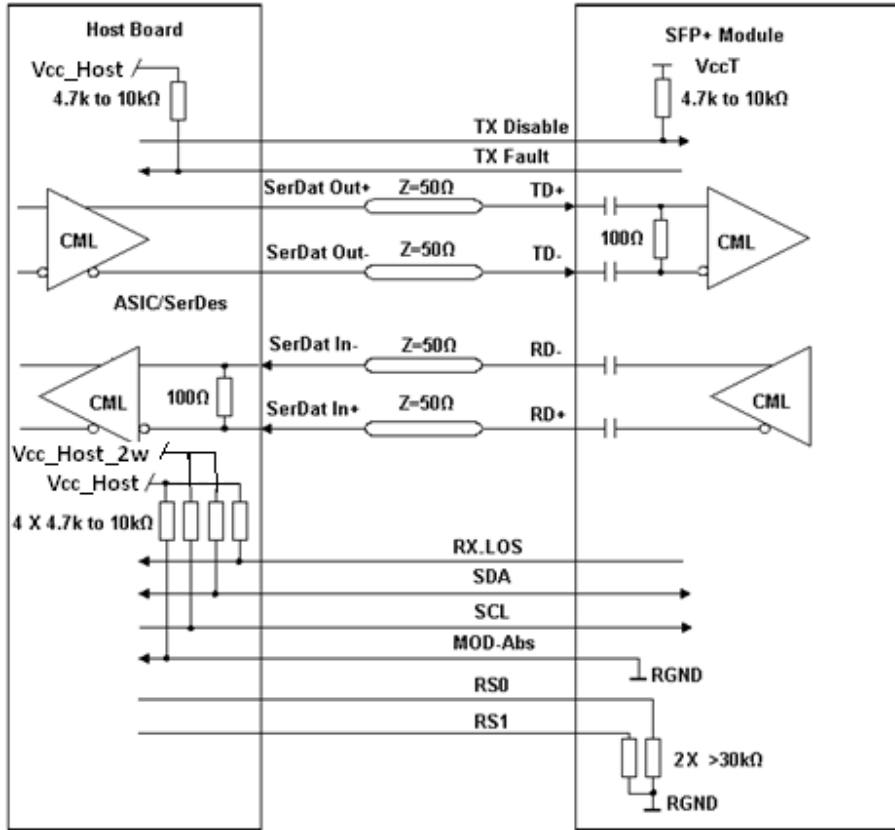 Host Board
SFP+ Module
Vcc_Host
VccT
4.7k to 10kΩ
4.7k to 10kΩ
TX Disable
TX Fault
SerDat Out+
Z=50Ω
TD+
CML
100Ω
CML
SerDat Out-
Z=50Ω
TD-
ASIC/SerDes
SerDat In-
Z=50Ω
RD-
CML
100Ω
CML
SerDat In+
Z=50Ω
RD+
Vcc_Host_2w
Vcc_Host
4 X 4.7k to 10kΩ
RX.LOS
SDA
SCL
MOD-Abs
RGND
RS0
RS1
2X >30kΩ
RGND